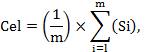 Cel = (1/m) × ∑_{i=1}^{m} (Si),